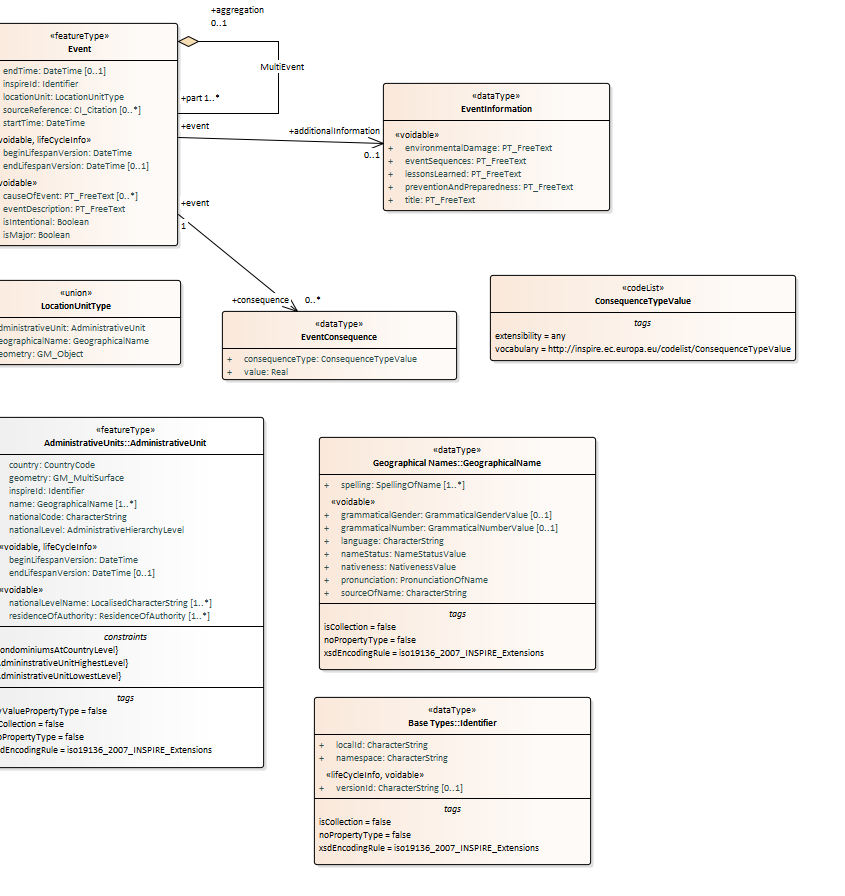 +aggregation
0..1
«featureType»
Event
endTime: DateTime [0..1]
inspireId: Identifier
locationUnit: LocationUnitType
sourceReference: CI_Citation [0..*]
startTime: DateTime
voidable, lifeCycleInfo»
beginLifespanVersion: DateTime
endLifespanVersion: DateTime [0..1]
voidable»
causeOfEvent: PT_FreeText [0..*]
eventDescription: PT_FreeText
isIntentional: Boolean
isMajor: Boolean
MultiEvent
+part 1..*
+event
+additionalInformation
0..1
«dataType»
EventInformation
«voidable»
+ environmentalDamage: PT_FreeText
+ eventSequences: PT_FreeText
+ lessonsLearned: PT_FreeText
+ preventionAndPreparedness: PT_FreeText
+ title: PT_FreeText
+event
1
+consequence 0..*
«union»
LocationUnitType
dministrativeUnit: AdministrativeUnit
eographicalName: GeographicalName
eometry: GM_Object
«dataType»
EventConsequence
+ consequenceType: ConsequenceTypeValue
+ value: Real
«codeList»
ConsequenceTypeValue
tags
extensibility = any
vocabulary = http://inspire.ec.europa.eu/codelist/ConsequenceTypeValue
«featureType»
AdministrativeUnits::AdministrativeUnit
country: CountryCode
geometry: GM_MultiSurface
inspireId: Identifier
name: GeographicalName [1..*]
nationalCode: CharacterString
nationalLevel: AdministrativeHierarchyLevel
«voidable, lifeCycleInfo»
beginLifespanVersion: DateTime
endLifespanVersion: DateTime [0..1]
«voidable»
nationalLevelName: LocalisedCharacterString [1..*]
residenceOfAuthority: ResidenceOfAuthority [1..*]
constraints
ondominiumsAtCountryLevel}
dmininstrativeUnitHighestLevel}
dministrativeUnitLowestLevel}
tags
yValuePropertyType = false
Collection = false
oPropertyType = false
dEncodingRule = iso19136_2007_INSPIRE_Extensions
«dataType»
Geographical Names::GeographicalName
+ spelling: SpellingOfName [1..*]
«voidable»
+ grammaticalGender: GrammaticalGenderValue [0..1]
+ grammaticalNumber: GrammaticalNumberValue [0..1]
+ language: CharacterString
+ nameStatus: NameStatusValue
+ nativeness: NativenessValue
+ pronunciation: PronunciationOfName
+ sourceOfName: CharacterString
tags
isCollection = false
noPropertyType = false
xsdEncodingRule = iso19136_2007_INSPIRE_Extensions
«dataType»
Base Types::Identifier
+ localId: CharacterString
+ namespace: CharacterString
«lifeCycleInfo, voidable»
+ versionId: CharacterString [0..1]
tags
isCollection = false
noPropertyType = false
xsdEncodingRule = iso19136_2007_INSPIRE_Extensions